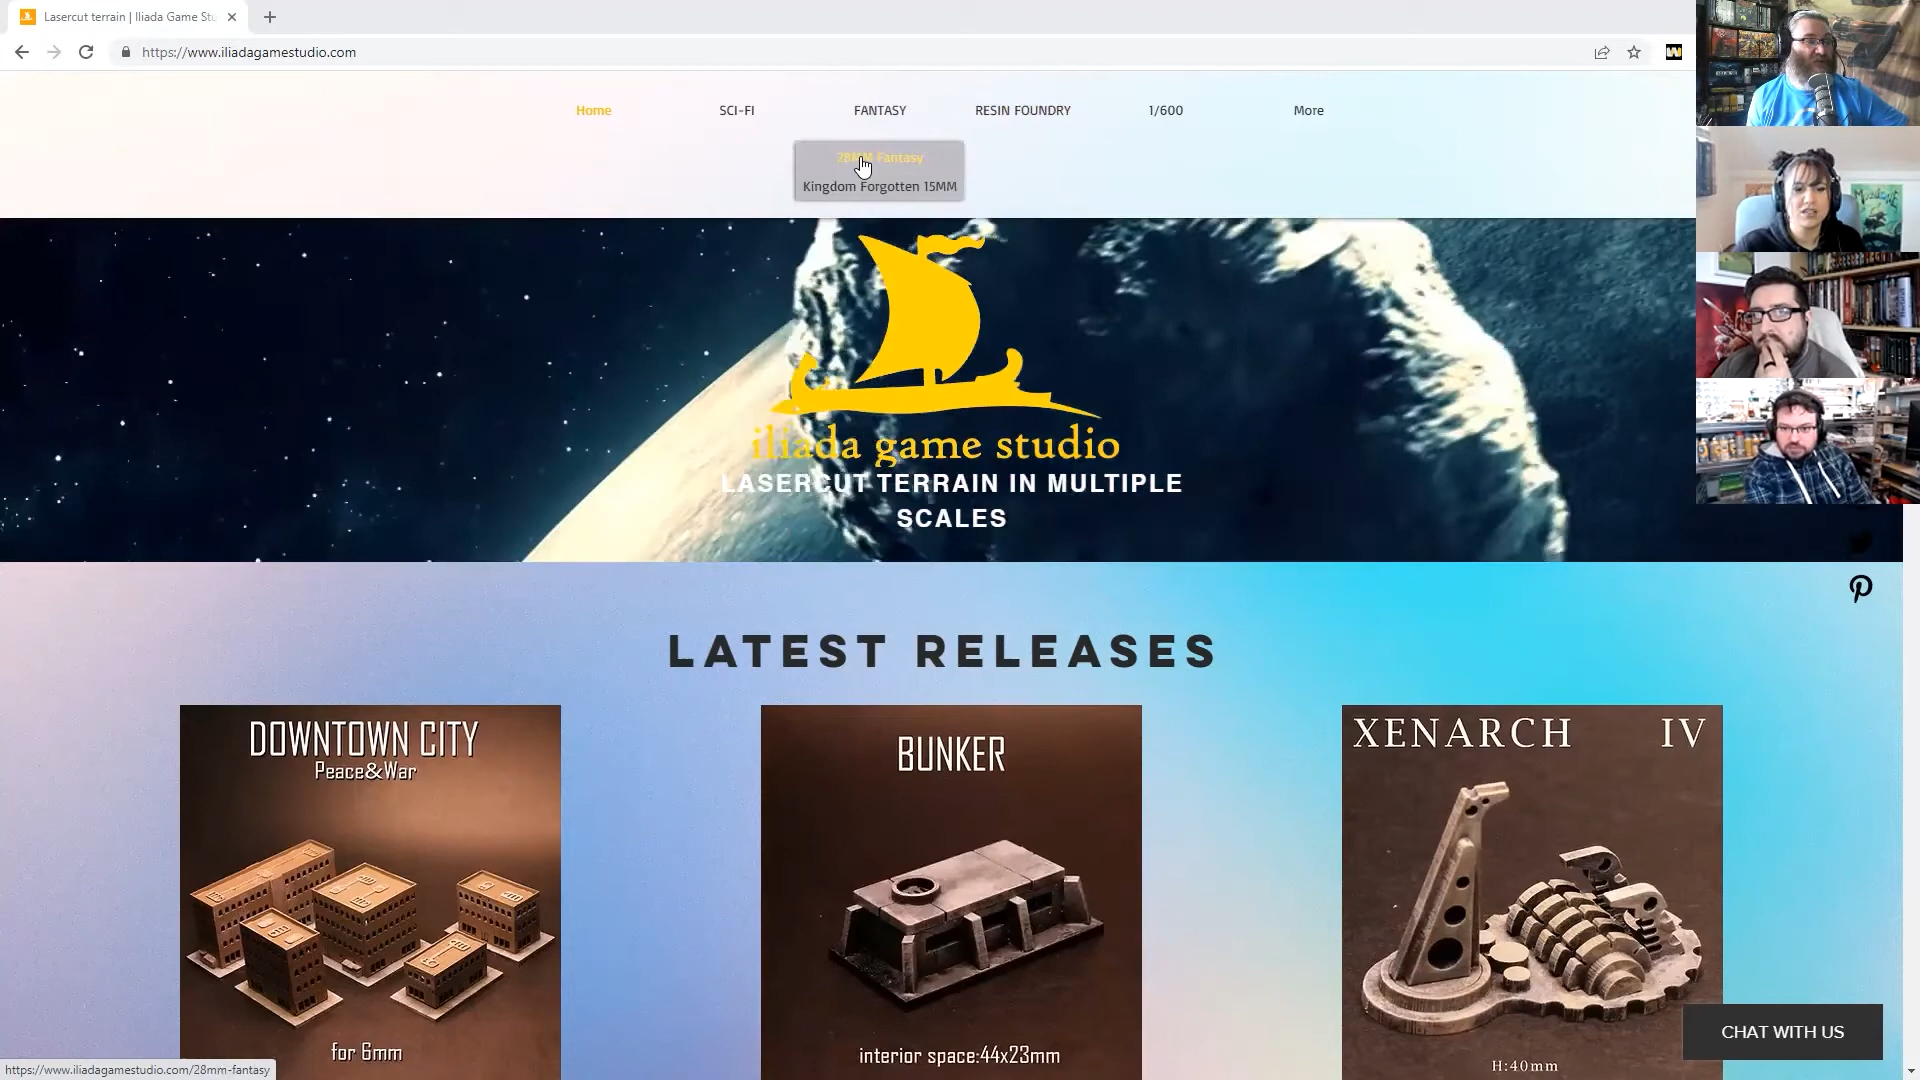 Lasercut terrain | Iliada Game Stu
https://www.iliadagamestudio.com
Home
SCI-FI
FANTASY
RESIN FOUNDRY
1/600
More
28MM Fantasy
Kingdom Forgotten 15MM
iliada game studio
LASERCUT TERRAIN IN MULTIPLE
SCALES
LATEST RELEASES
DOWNTOWN CITY
Peace&War
for 6mm
BUNKER
interior space:44x23mm
XENARCH IV
H:40mm
CHAT WITH US
https://www.iliadagamestudio.com/28mm-fantasy